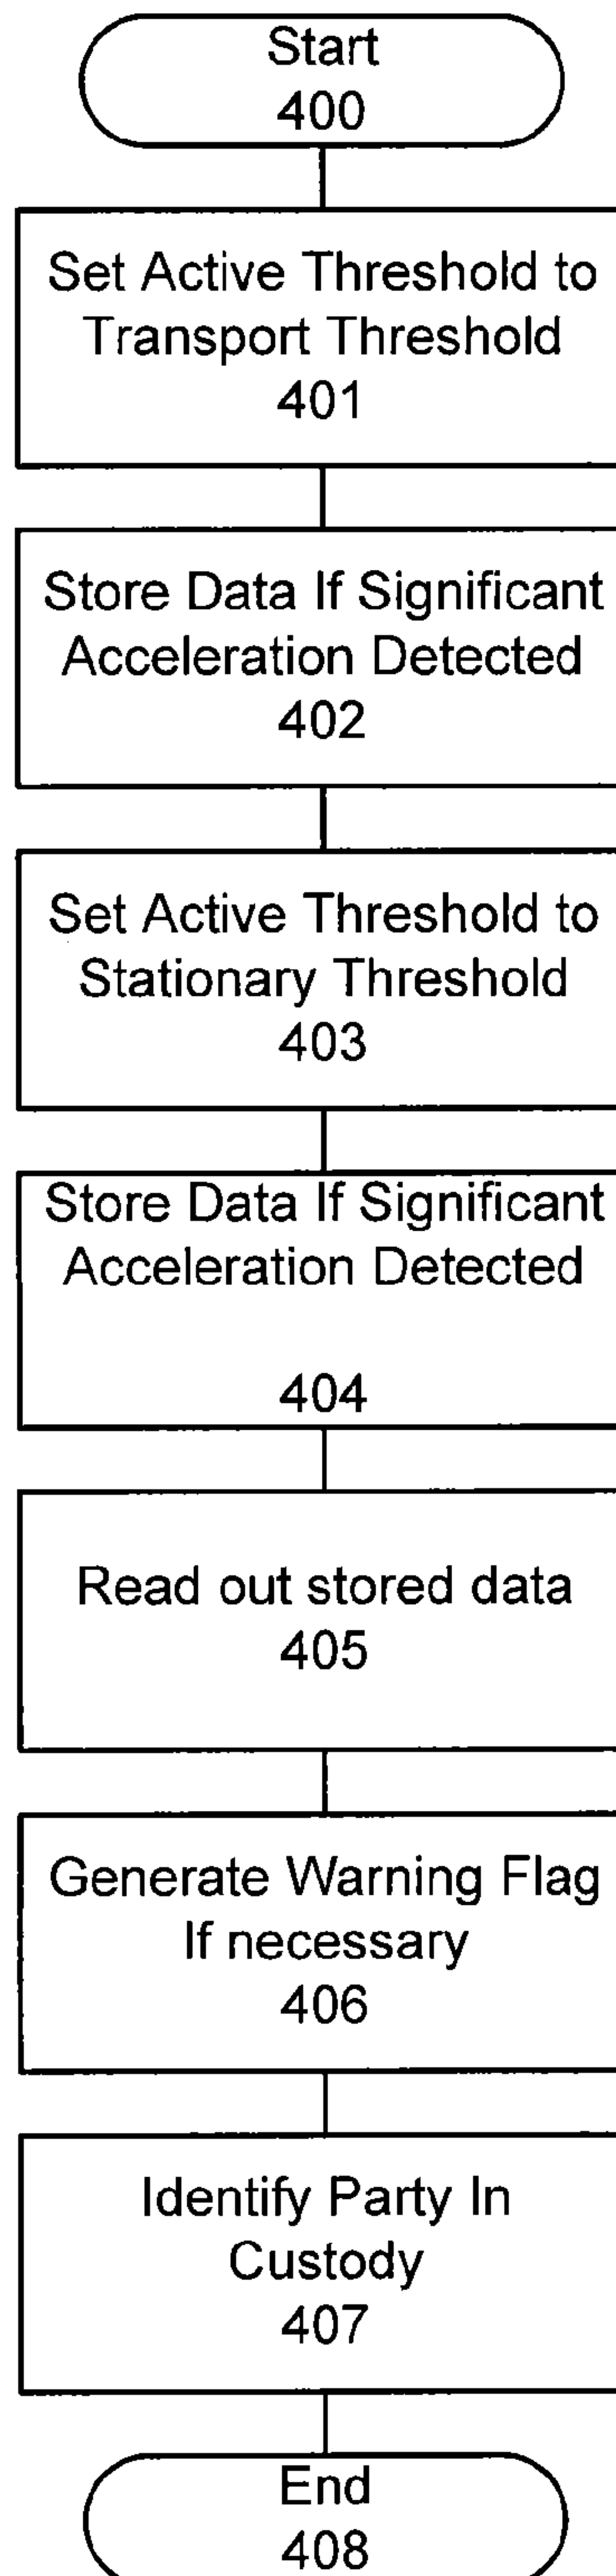 Start
400
Set Active Threshold to
Transport Threshold
401
Store Data If Significant
Acceleration Detected
402
Set Active Threshold to
Stationary Threshold
403
Store Data If Significant
Acceleration Detected
404
Read out stored data
405
Generate Warning Flag
If necessary
406
Identify Party In
Custody
407
End
408